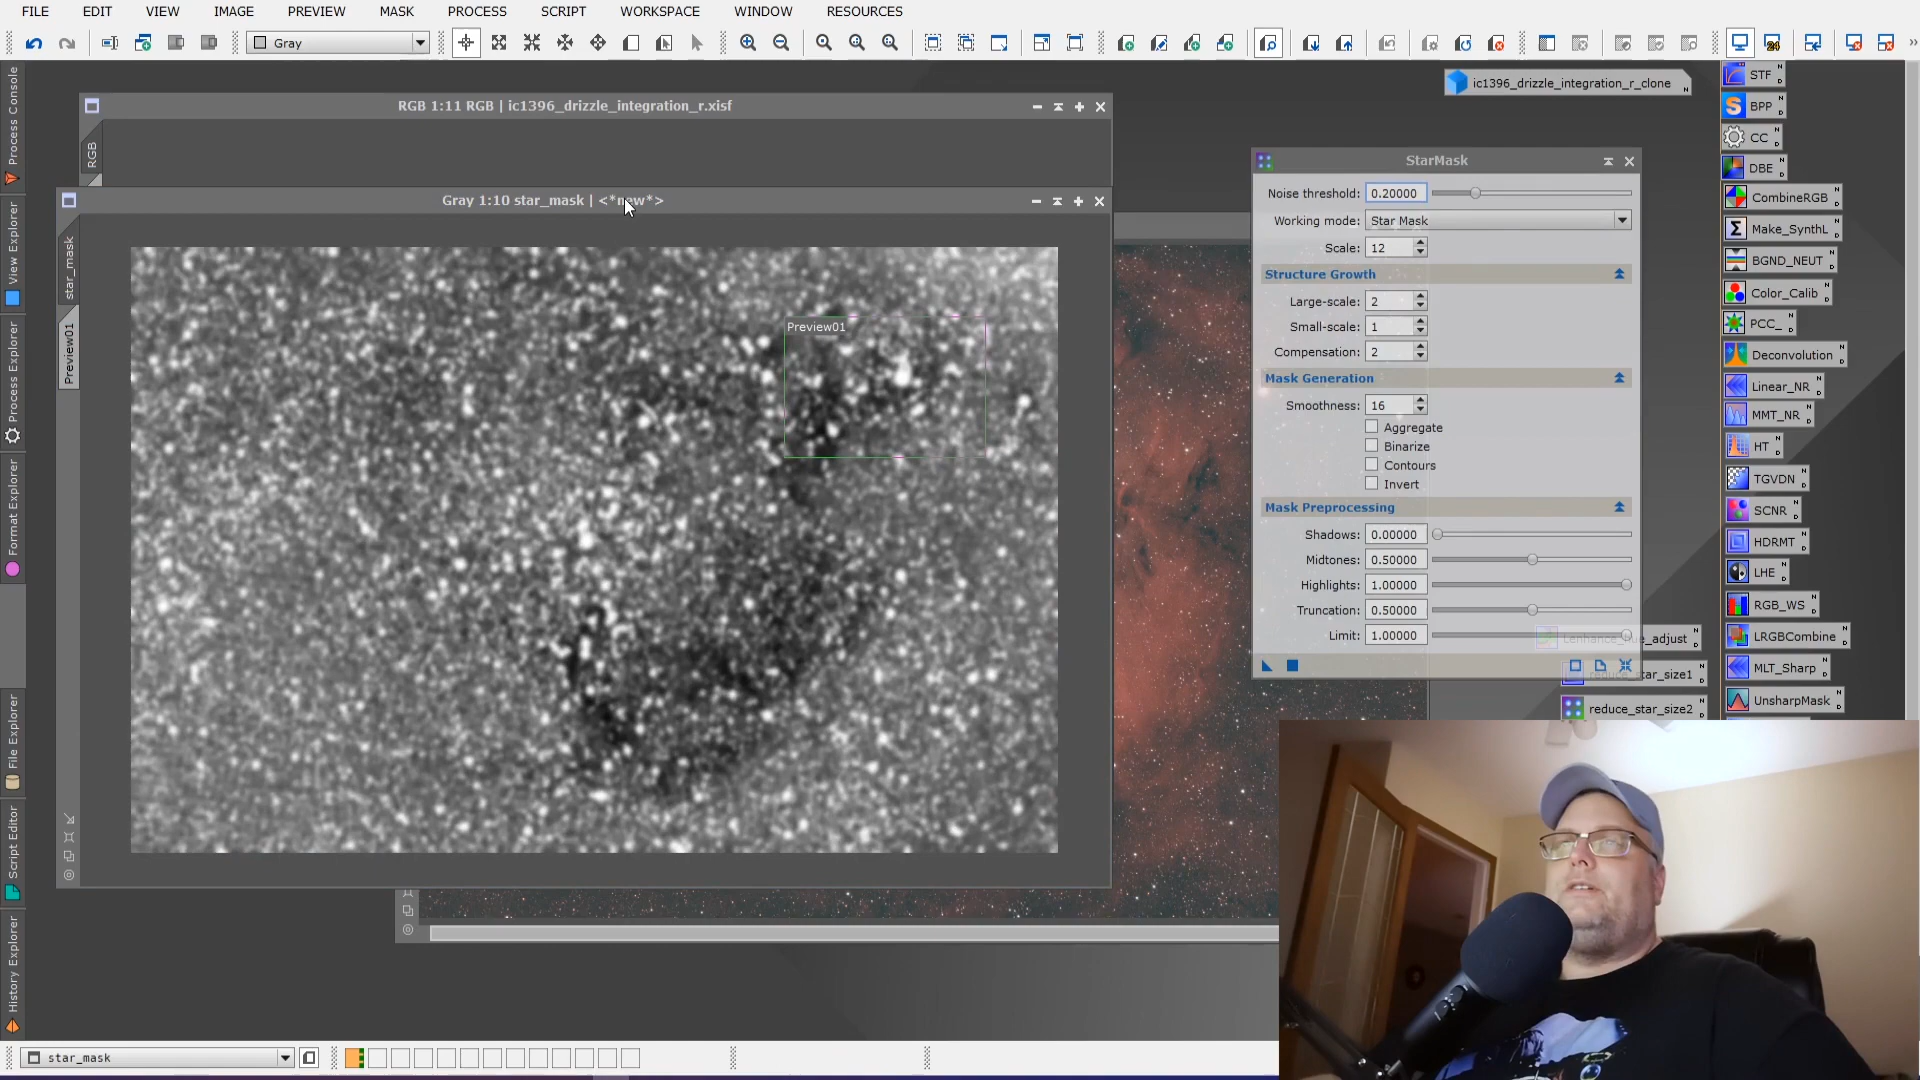 FILE EDIT VIEW IMAGE PREVIEW MASK PROCESS SCRIPT WORKSPACE WINDOW RESOURCES
Gray
24
Process Console
View Explorer
Process Explorer
Format Explorer
File Explorer
Script Editor
History Explorer
RGB 1:11 RGB | ic1396_drizzle_integration_r.xisf
RGB
Gray 1:10 star_mask | <*new*>
star_mask
Preview01
Preview01
ic1396_drizzle_integration_r_clone
StarMask
Noise threshold: 0.20000
Working mode: Star Mask
Scale: 12
Structure Growth
Large-scale: 2
Small-scale: 1
Compensation: 2
Mask Generation
Smoothness: 16
Aggregate
Binarize
Contours
Invert
Mask Preprocessing
Shadows: 0.00000
Midtones: 0.50000
Highlights: 1.00000
Truncation: 0.50000
Limit: 1.00000
reduce_star_size1
reduce_star_size2
STF
BPP
CC
DBE
CombineRGB
Make_SynthL
BGND_NEUT
Color_Calib
PCC_
Deconvolution
Linear_NR
MMT_NR
HT
TGVDN
SCNR
HDRMT
LHE
RGB_WS
LRGBCombine
MLT_Sharp
UnsharpMask
star_mask